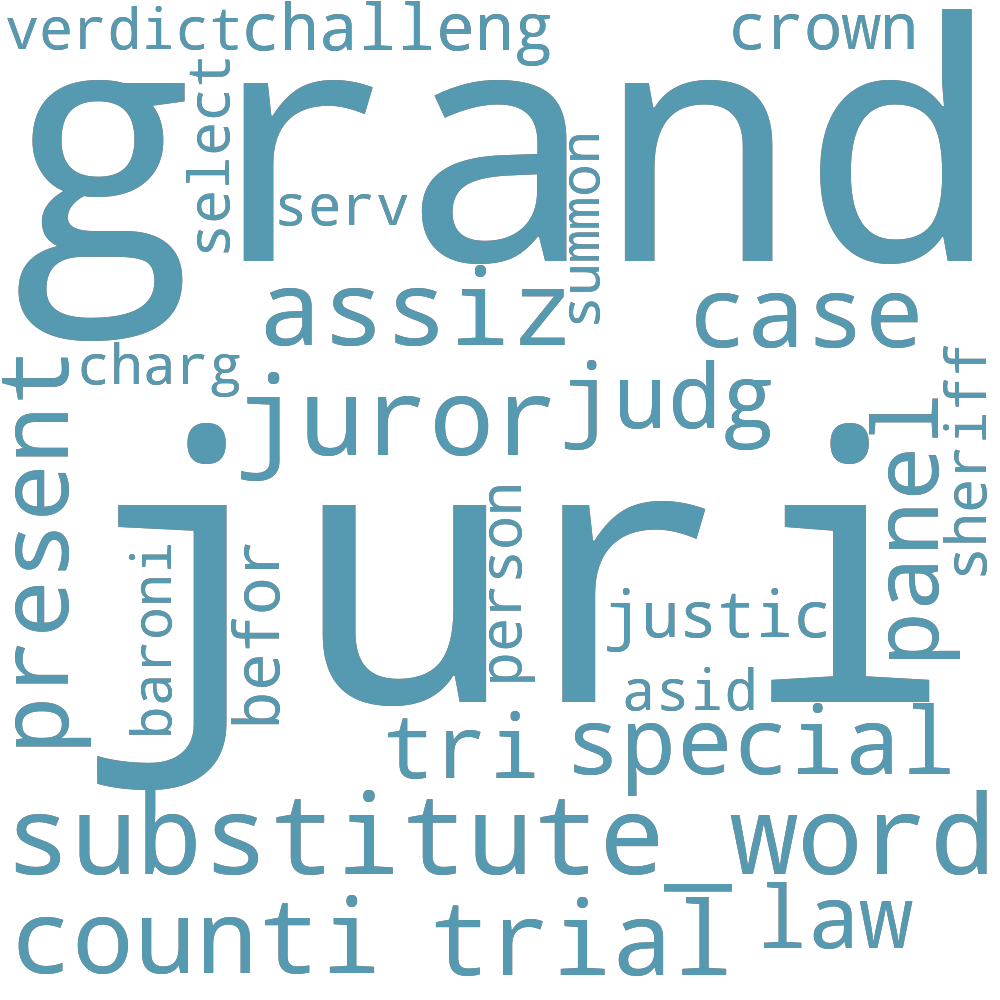 verdict
challeng
crown
grand
select
serv
summon
assiz
case
charg
juror
judg
present
juri
panel
sheriff
person
baroni
befor
justic
asid
tri
special
substitute_word
counti
trial
law